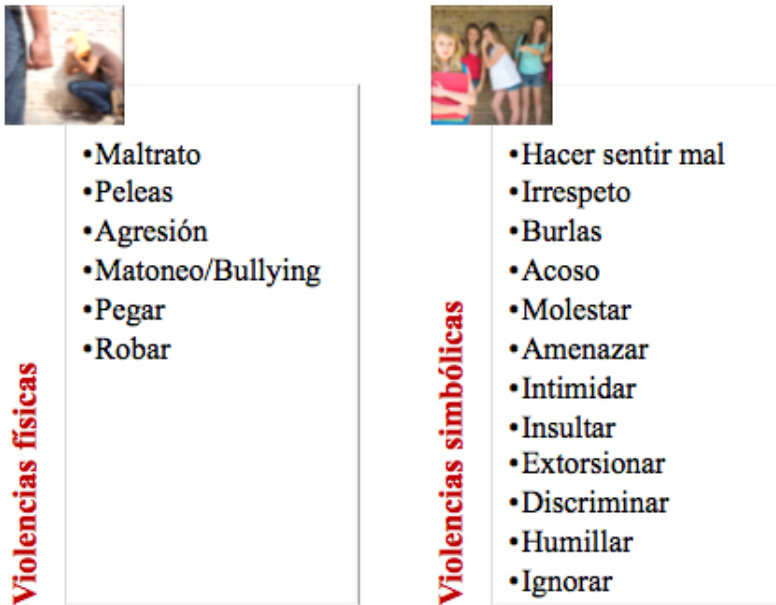 Violencias físicas
•Maltrato
•Peleas
•Agresión
•Matoneo/Bullying
•Pegar
•Robar
Violencias simbólicas
•Hacer sentir mal
•Irrespeto
•Burlas
•Acoso
•Molestar
•Amenazar
•Intimidar
•Insultar
•Extorsionar
•Discriminar
•Humillar
•Ignorar